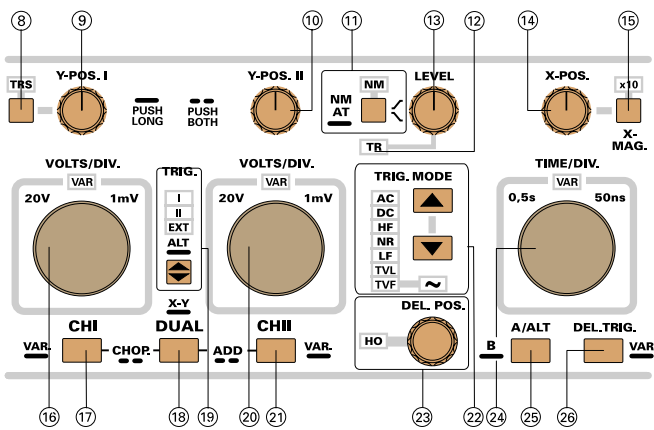 8 9 10 11 13 12 14 15
TRS Y-POS. I Y-POS. II NM LEVEL X-POS. x10
PUSH LONG
PUSH BOTH
NM AT
TR
X-MAG.
VOLTS/DIV.
VAR
20V 1mV
TRIG.
I
II
EXT
ALT
VOLTS/DIV.
VAR
20V 1mV
TRIG. MODE
AC
DC
HF
NR
LF
TVL
TVF ~
TIME/DIV.
VAR
0,5s 50ns
X-Y
VAR. CHI CHOP. DUAL ADD CHII VAR.
DEL. POS.
HO
B A/ALT DEL.TRIG. VAR
16 17 18 19 20 21 23 22 24 25 26